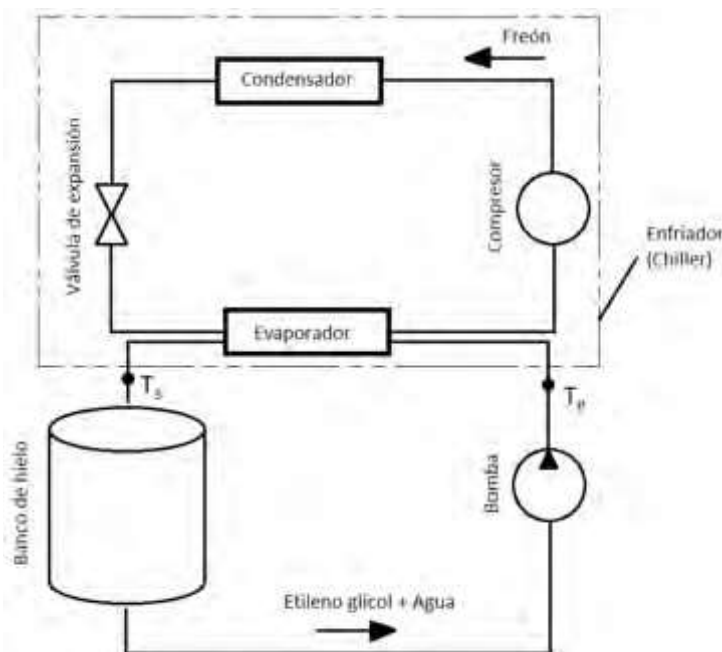 Freón
Condensador
Válvula de expansión
Compresor
Enfriador
(Chiller)
Evaporador
Ts
Te
Banco de hielo
Bomba
Etileno glicol + Agua